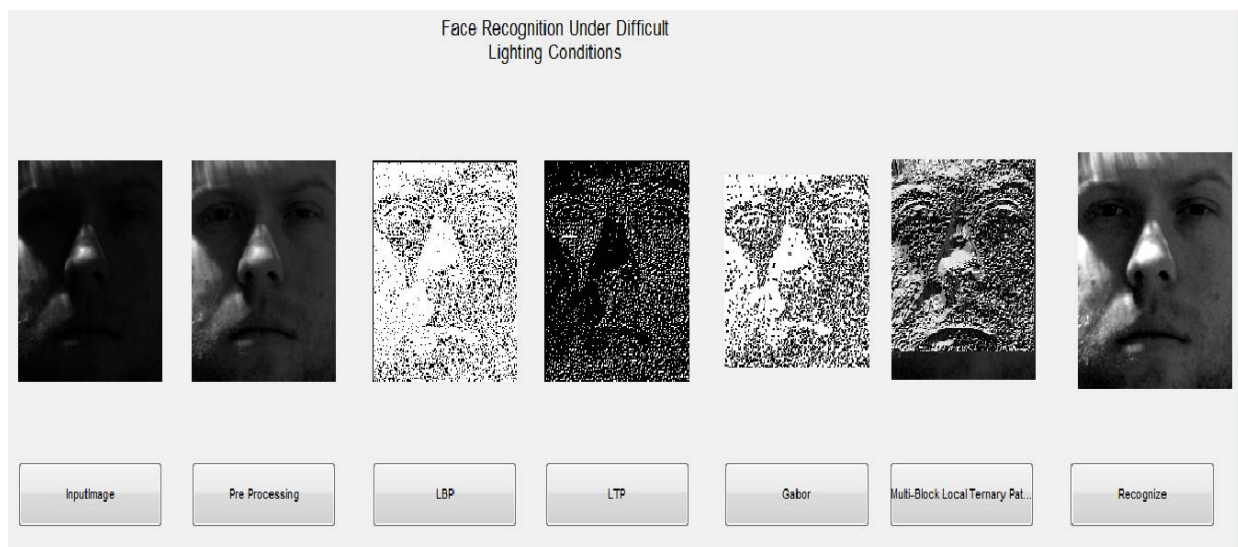 Face Recognition Under Difficult
Lighting Conditions
InputImage
Pre Processing
LBP
LTP
Gabor
Multi-Block Local Ternary Pat...
Recognize